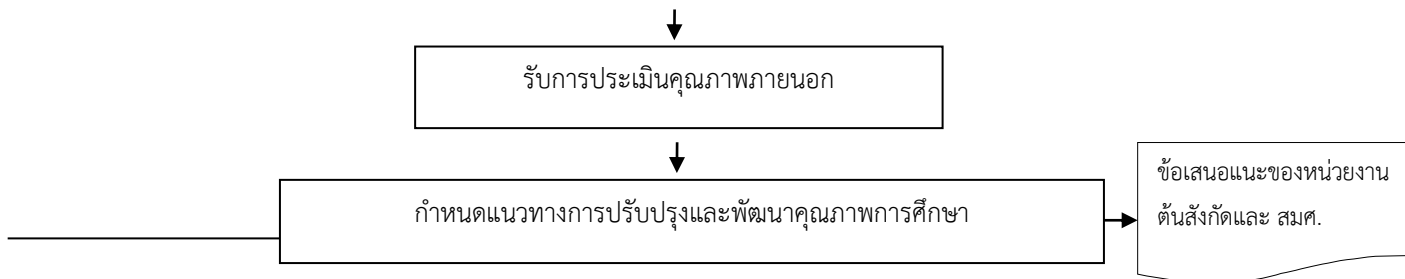 รับการประเมินคุณภาพภายนอก
กำหนดแนวทางการปรับปรุงและพัฒนาคุณภาพการศึกษา
ข้อเสนอแนะของหน่วยงาน
ต้นสังกัดและ สมศ.